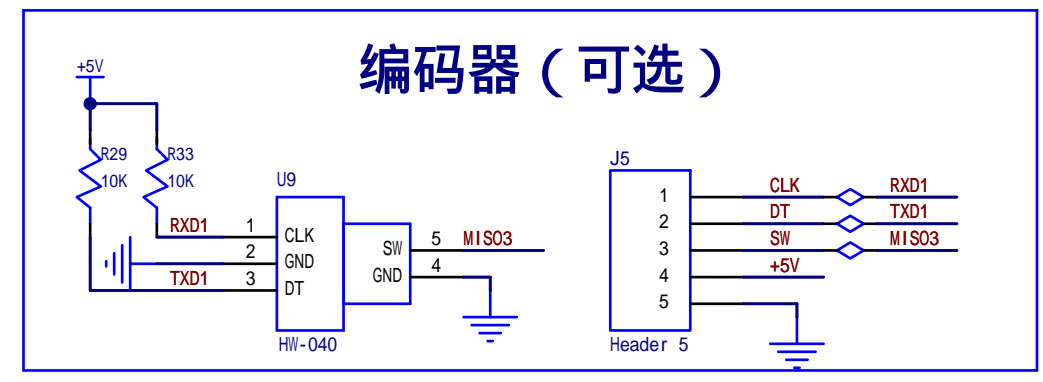 编码器（可选）
+5V
R29
10K
R33
10K
U9
RXD1
1
CLK
2
GND
TXD1
3
DT
SW
5
MISO3
GND
4
HW-040
J5
1
CLK
RXD1
2
DT
TXD1
3
SW
MISO3
4
+5V
5
Header 5